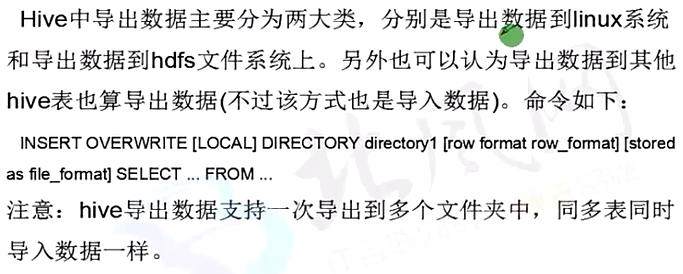 Hive中导出数据主要分为两大类，分别是导出数据到linux系统
和导出数据到hdfs文件系统上。另外也可以认为导出数据到其他
hive表也算导出数据(不过该方式也是导入数据)。命令如下：
INSERT OVERWRITE [LOCAL] DIRECTORY directory1 [row format row_format] [stored
as file_format] SELECT ... FROM ...
注意：hive导出数据支持一次导出到多个文件夹中，同多表同时
导入数据一样。